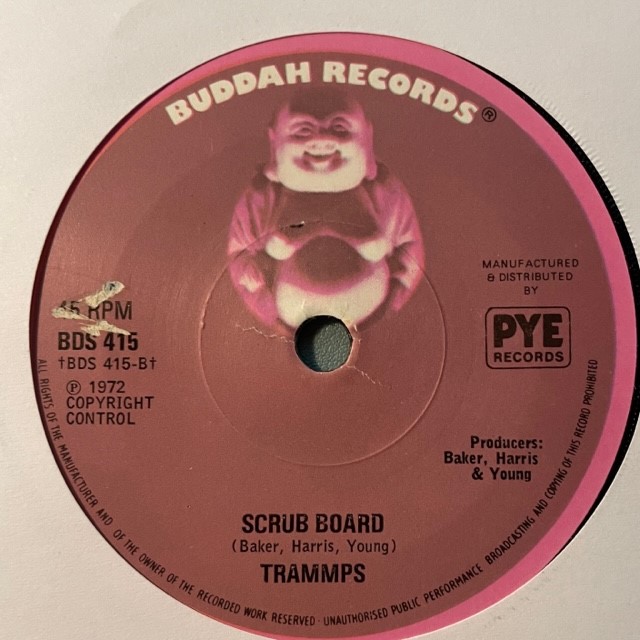 BUDDAH RECORDS®
MANUFACTURED
& DISTRIBUTED
BY
PYE
RECORDS
45 RPM
BDS 415
†BDS 415-B†
Ⓟ 1972
COPYRIGHT
CONTROL
Producers:
Baker, Harris
& Young
SCRUB BOARD
(Baker, Harris, Young)
TRAMMPS
ALL RIGHTS OF THE MANUFACTURER AND OF THE OWNER OF THE RECORDED WORK RESERVED · UNAUTHORISED PUBLIC PERFORMANCE BROADCASTING AND COPYING OF THIS RECORD PROHIBITED